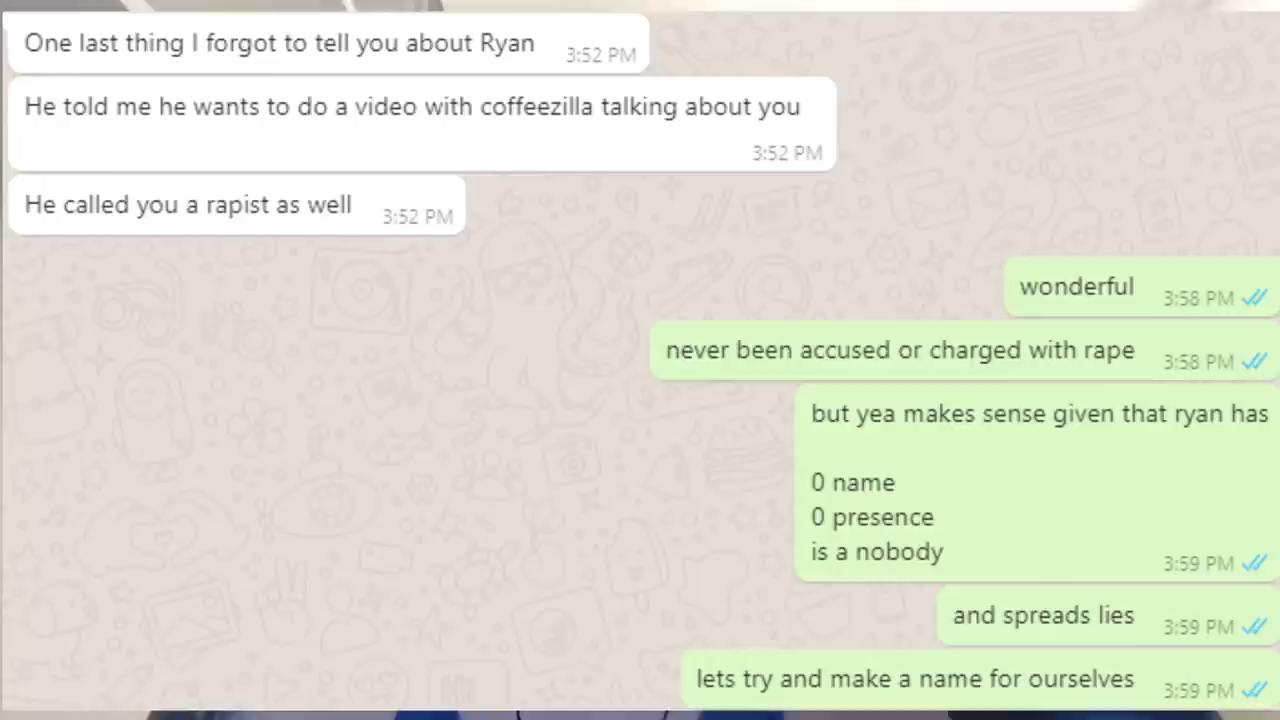 One last thing I forgot to tell you about Ryan 3:52 PM
He told me he wants to do a video with coffeezilla talking about you
3:52 PM
He called you a rapist as well 3:52 PM
wonderful 3:58 PM
never been accused or charged with rape 3:58 PM
but yea makes sense given that ryan has
0 name
0 presence
is a nobody 3:59 PM
and spreads lies 3:59 PM
lets try and make a name for ourselves 3:59 PM